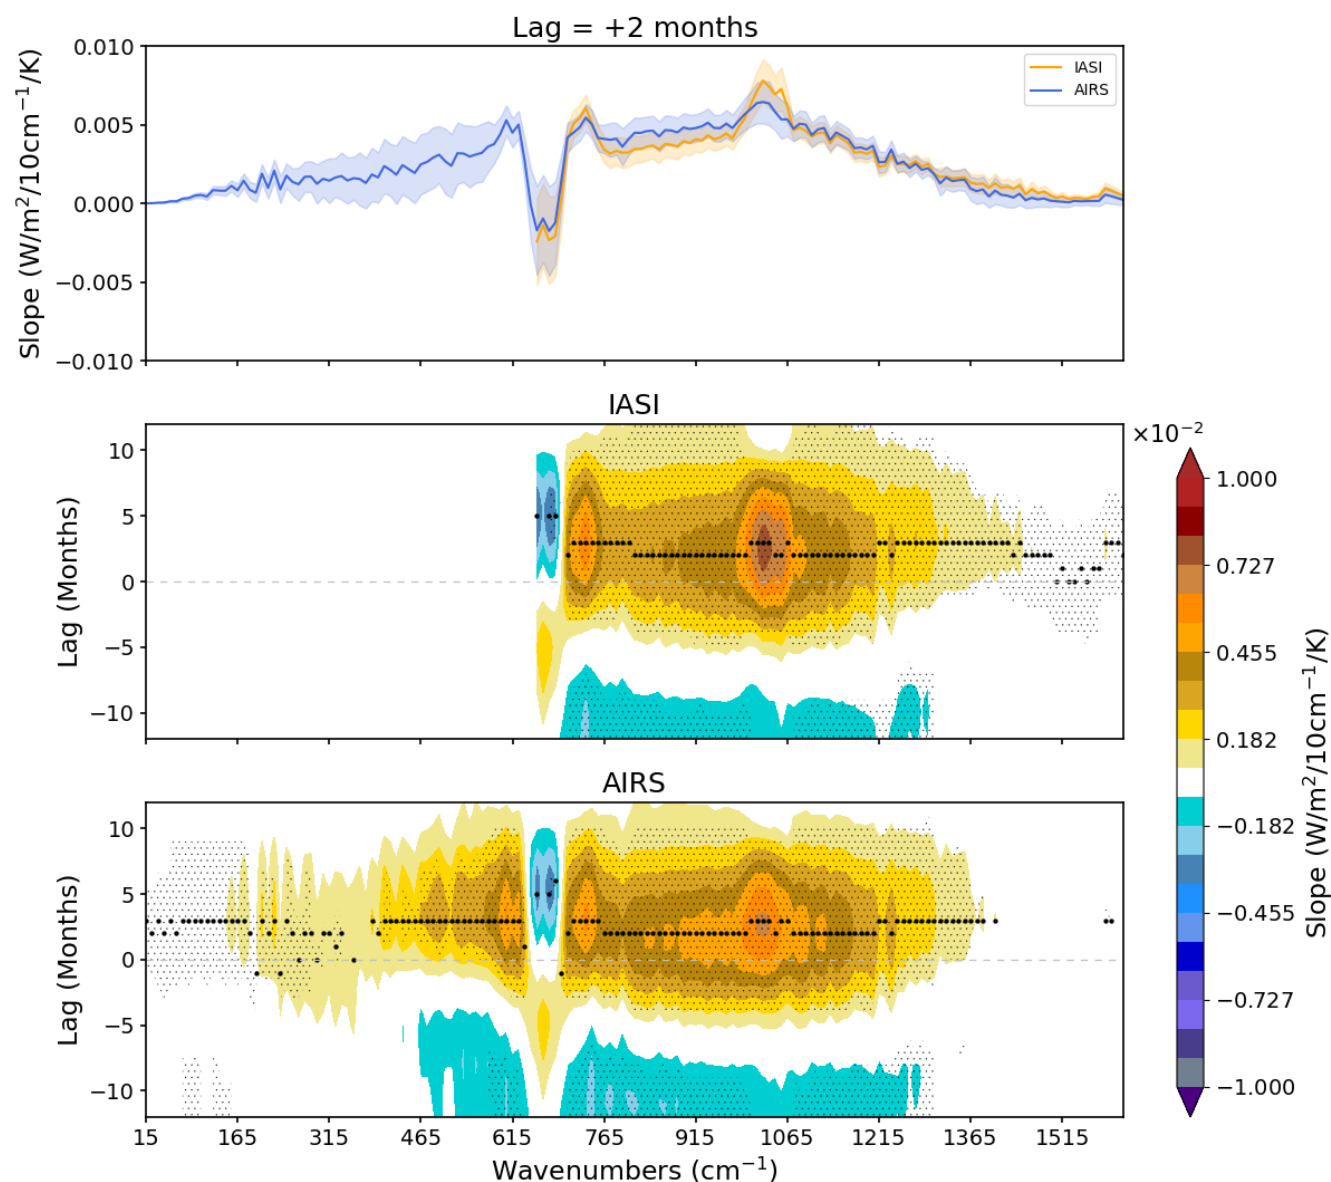 Lag = +2 months
0.010
0.005
0.000
−0.005
−0.010
Slope (W/m²/10cm⁻¹/K)
IASI
AIRS
IASI
10
5
0
−5
−10
Lag (Months)
AIRS
10
5
0
−5
−10
Lag (Months)
15 165 315 465 615 765 915 1065 1215 1365 1515
Wavenumbers (cm⁻¹)
×10⁻²
1.000
0.727
0.455
0.182
−0.182
−0.455
−0.727
−1.000
Slope (W/m²/10cm⁻¹/K)